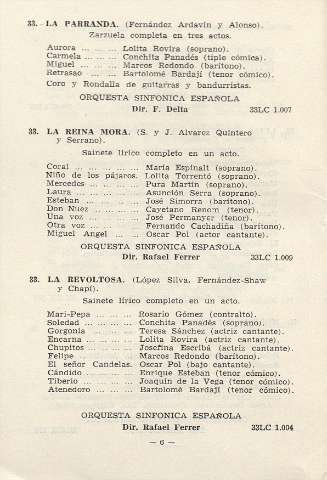 33. LA PARRANDA. (Fernández Ardavín y Alonso).
Zarzuela completa en tres actos.
Aurora ... ... ... Lolita Rovira (soprano).
Carmela ... ... ... Conchita Panadés (tiple cómica).
Miguel ... ... ... Marcos Redondo (barítono).
Retrasao ... ... Bartolomé Bardají (tenor cómico).
Coro y Rondalla de guitarras y bandurristas.
ORQUESTA SINFONICA ESPAÑOLA
Dir. F. Delta 33LC 1.007
33. LA REINA MORA. (S. y J. Alvarez Quintero
y Serrano).
Sainete lírico completo en un acto.
Coral ... ... ... ... María Espinalt (soprano).
Niño de los pájaros. Lolita Torrentó (soprano).
Mercedes ... ... ... ... Pura Martín (soprano).
Laura ... ... ... ... Asunción Serra (soprano).
Esteban ... ... ... ... José Simorra (barítono).
Don Nuez ... ... ... ... Cayetano Renom (tenor).
Una voz ... ... ... ... José Permanyer (tenor).
Otra voz ... ... ... Fernando Cachadiña (barítono).
Miguel Angel ... ... Oscar Pol (actor cantante).
ORQUESTA SINFONICA ESPAÑOLA
Dir. Rafael Ferrer 33LC 1.009
33. LA REVOLTOSA. (López Silva, Fernández-Shaw
y Chapí).
Sainete lírico completo en un acto.
Mari-Pepa ... ... ... Rosario Gómez (contralto).
Soledad ... ... ... ... Conchita Panadés (soprano).
Gorgonia ... ... ... Teresa Sánchez (actriz cantante).
Encarna ... ... ... ... Lolita Rovira (actriz cantante).
Chupitos ... ... ... ... Josefina Escribá (actriz cantante).
Felipe ... ... ... ... Marcos Redondo (barítono).
El señor Candelas. Oscar Pol (bajo cantante).
Cándido ... ... ... ... Enrique Esteban (tenor cómico).
Tiberio ... ... ... ... Joaquín de la Vega (tenor cómico).
Atenedoro ... ... ... Bartolomé Bardají (tenor cómico).
ORQUESTA SINFONICA ESPAÑOLA
Dir. Rafael Ferrer 33LC 1.004
— 6 —